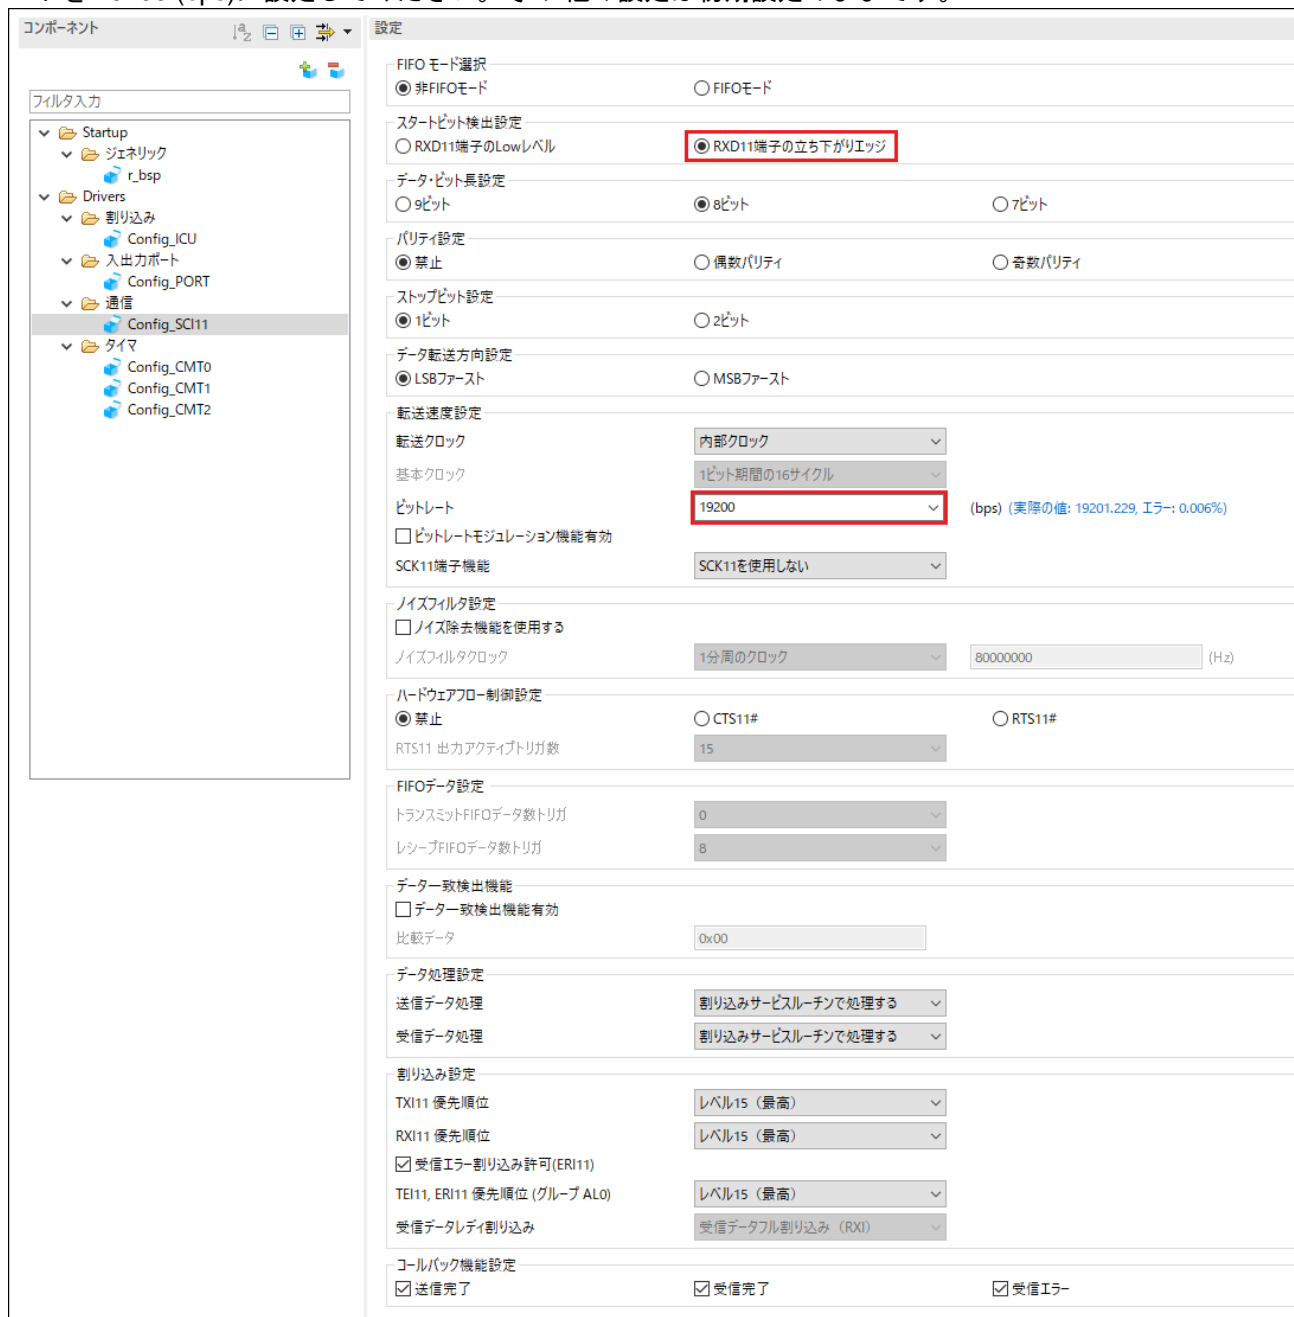 コンポーネント
設定
フィルタ入力
Startup
ジェネリック
r_bsp
Drivers
割り込み
Config_ICU
入出力ポート
Config_PORT
通信
Config_SCI11
タイマ
Config_CMT0
Config_CMT1
Config_CMT2
FIFO モード選択
非FIFOモード FIFOモード
スタートビット検出設定
RXD11端子のLowレベル RXD11端子の立ち下がりエッジ
データ・ビット長設定
9ビット 8ビット 7ビット
パリティ設定
禁止 偶数パリティ 奇数パリティ
ストップビット設定
1ビット 2ビット
データ転送方向設定
LSBファースト MSBファースト
転送速度設定
転送クロック 内部クロック
基本クロック 1ビット期間の16サイクル
ビットレート 19200 (bps) (実際の値: 19201.229, エラー: 0.006%)
ビットレートモジュレーション機能有効
SCK11端子機能 SCK11を使用しない
ノイズフィルタ設定
ノイズ除去機能を使用する
ノイズフィルタクロック 1分周のクロック 80000000 (Hz)
ハードウェアフロー制御設定
禁止 CTS11# RTS11#
RTS11 出力アクティブトリガ数 15
FIFOデータ設定
トランスミットFIFOデータ数トリガ 0
レシーブFIFOデータ数トリガ 8
データ一致検出機能
データ一致検出機能有効
比較データ 0x00
データ処理設定
送信データ処理 割り込みサービスルーチンで処理する
受信データ処理 割り込みサービスルーチンで処理する
割り込み設定
TXI11 優先順位 レベル15（最高）
RXI11 優先順位 レベル15（最高）
受信エラー割り込み許可(ERI11)
TEI11, ERI11 優先順位 (グループ AL0) レベル15（最高）
受信データレディ割り込み 受信データフル割り込み（RXI）
コールバック機能設定
送信完了 受信完了 受信エラー